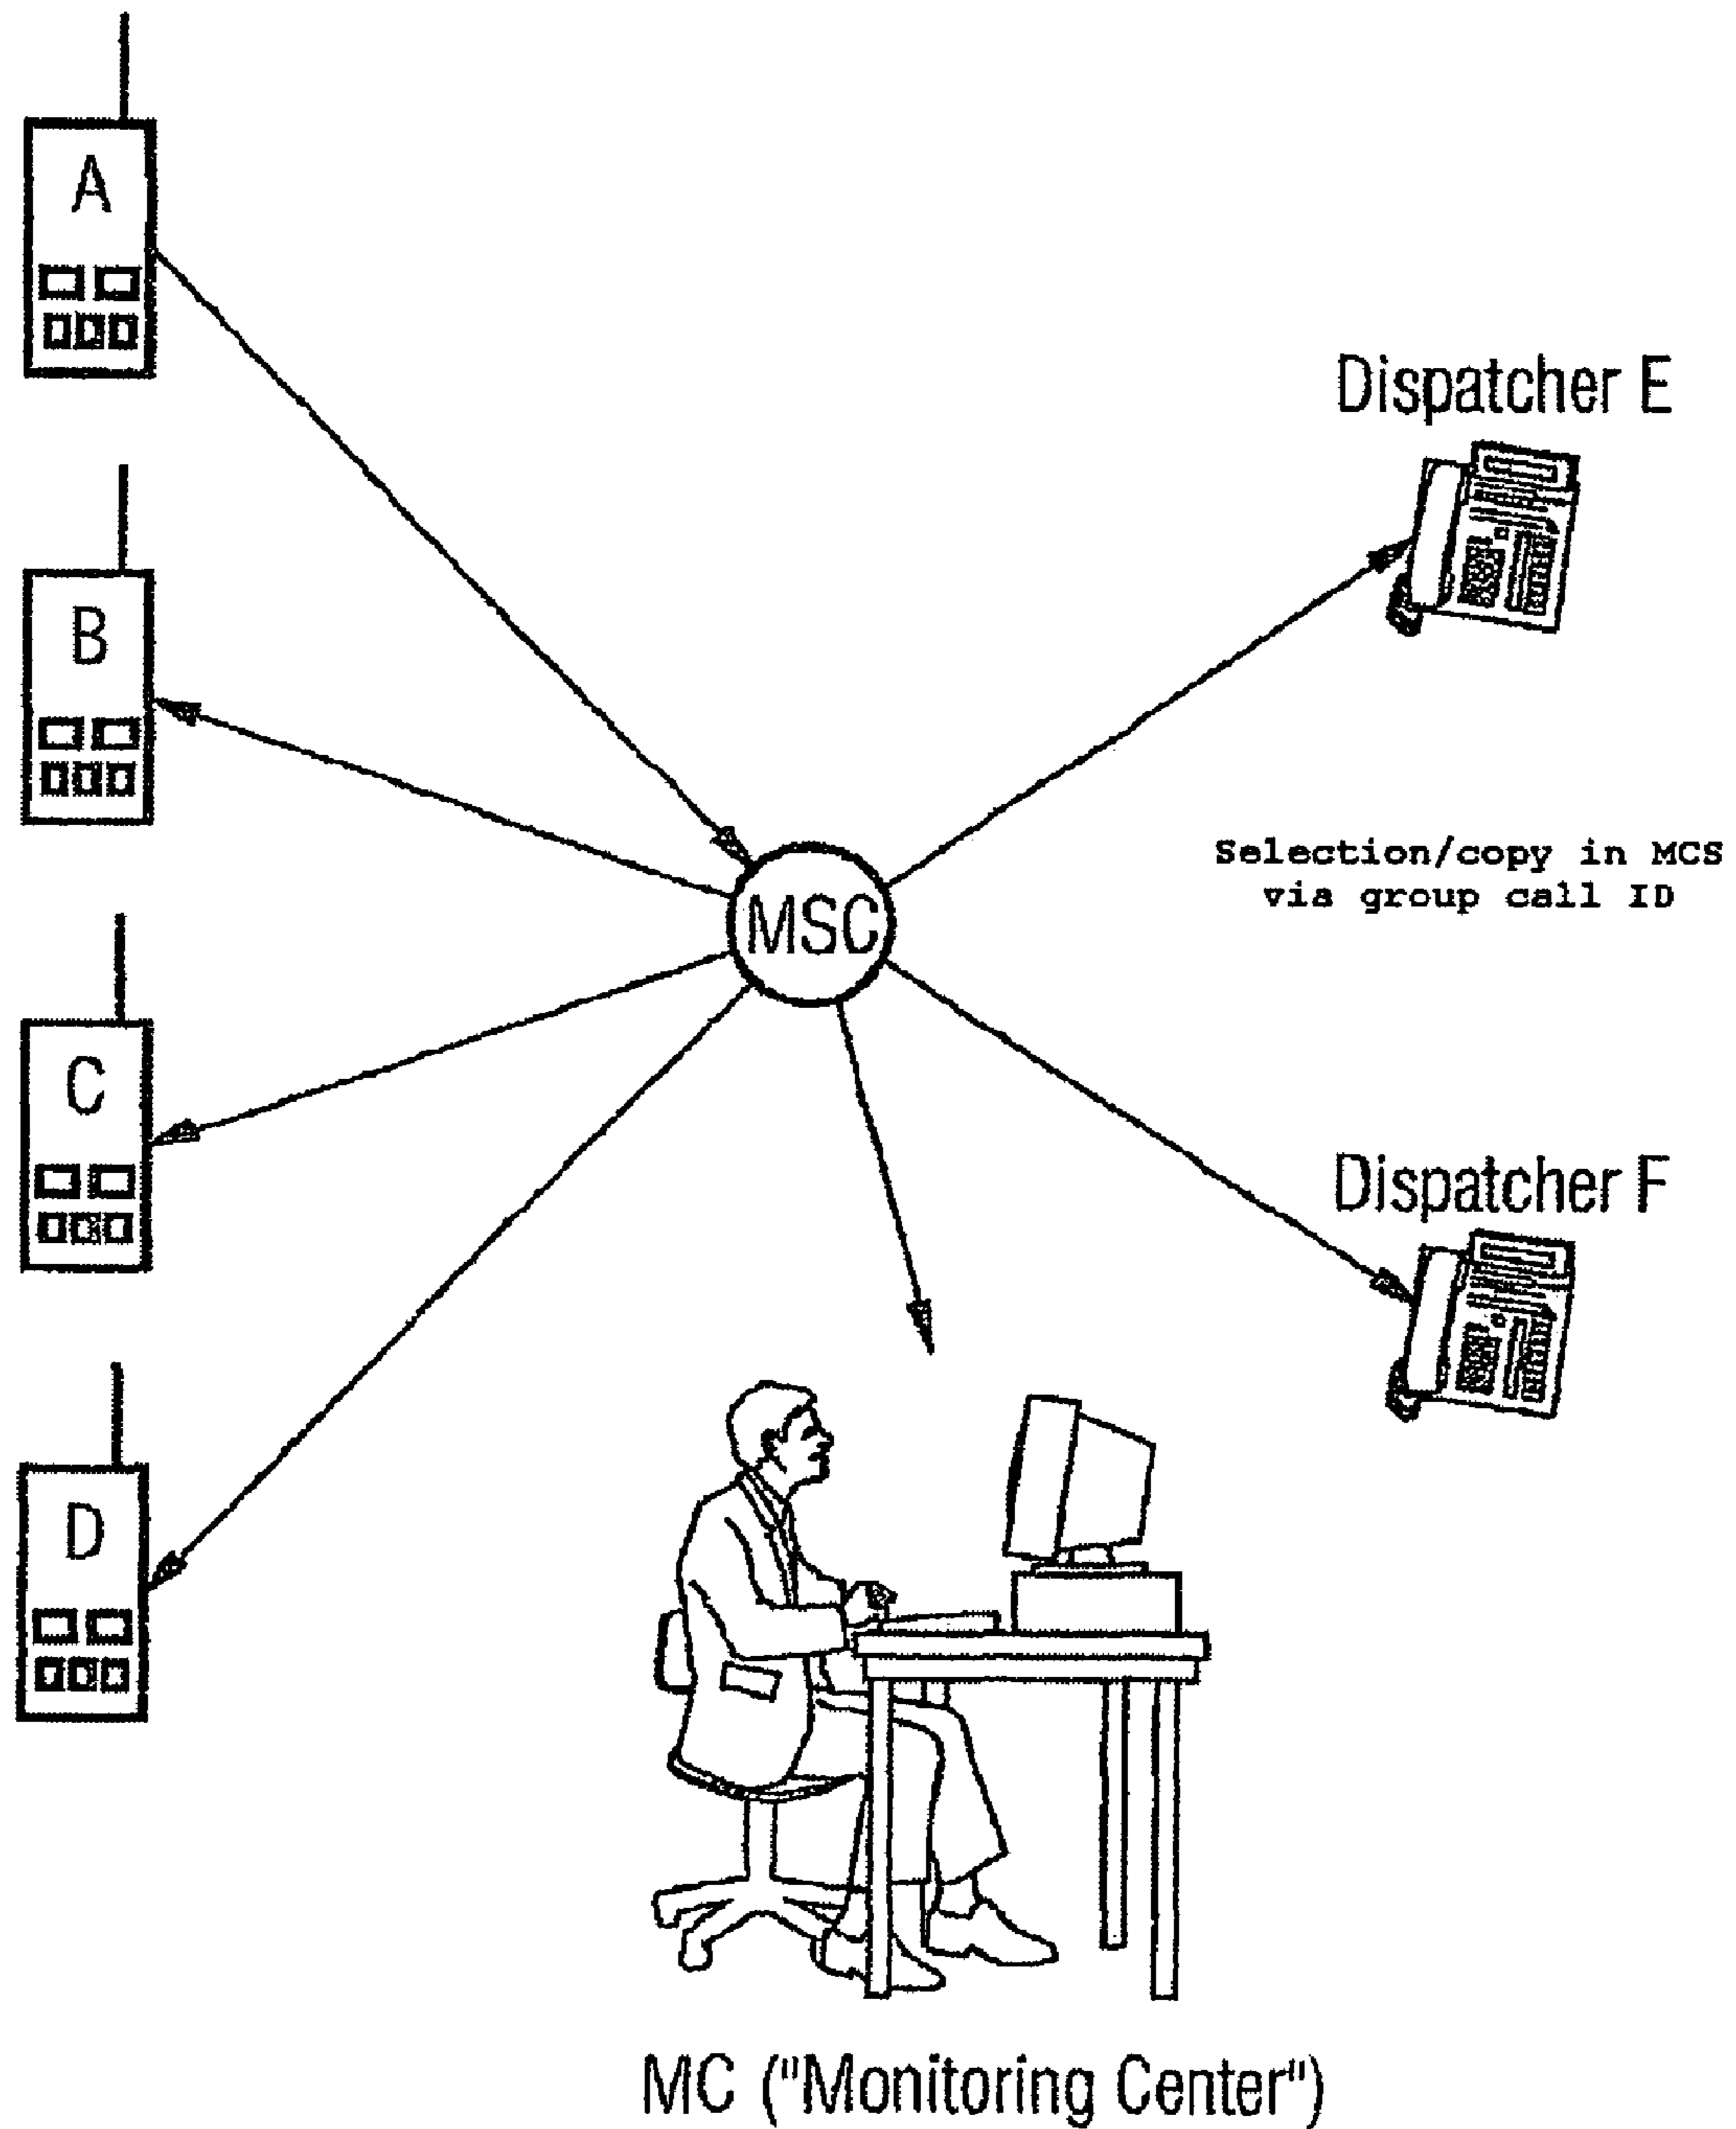 A
Dispatcher E
B
Selection/copy in MCS
via group call ID
MSC
C
Dispatcher F
D
MC ("Monitoring Center")